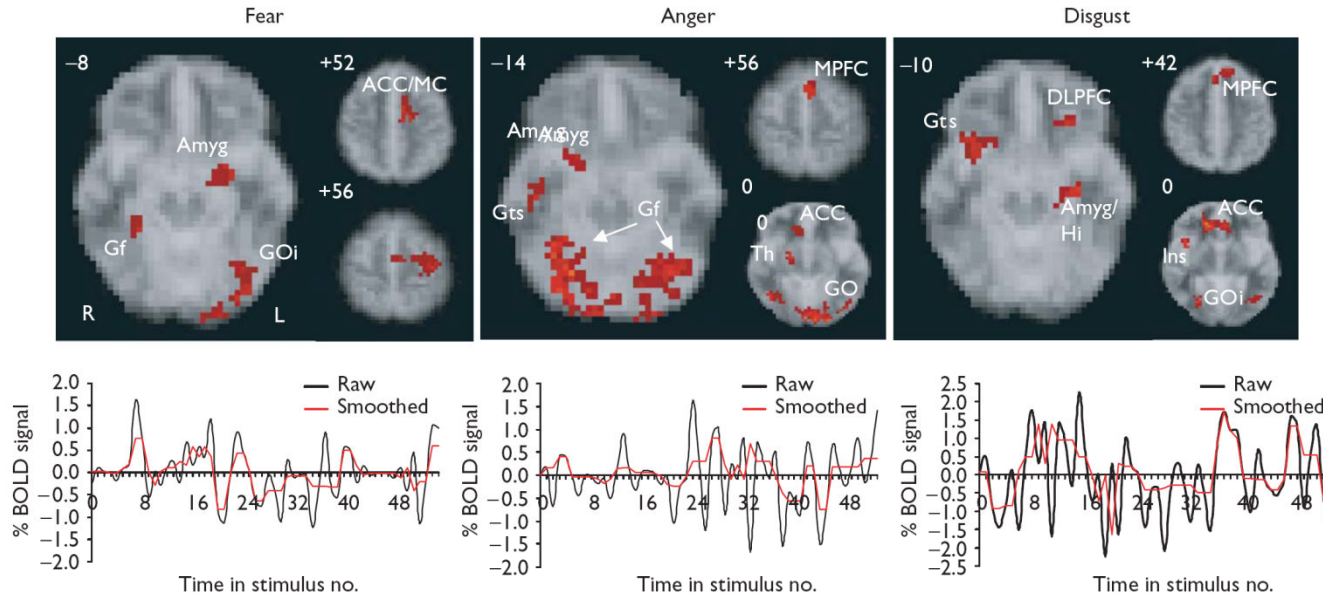 Fear
Anger
Disgust
−8
+52
ACC/MC
Amyg
+56
Gf
GOi
R
L
−14
+56
MPFC
Amyg
Amyg
Gts
Gf
0
0
ACC
Th
GO
−10
+42
MPFC
DLPFC
Gts
Amyg/
Hi
0
ACC
Ins
GOi
% BOLD signal
2.0
1.5
1.0
0.5
0.0
−0.5
−1.0
−1.5
−2.0
Raw
Smoothed
0 8 16 24 32 40 48
Time in stimulus no.
% BOLD signal
2.0
1.5
1.0
0.5
0.0
−0.5
−1.0
−1.5
−2.0
Raw
Smoothed
0 8 16 24 32 40 48
Time in stimulus no.
% BOLD signal
2.5
2.0
1.5
1.0
0.5
0.0
−0.5
−1.0
−1.5
−2.0
−2.5
Raw
Smoothed
0 8 16 24 32 40 48
Time in stimulus no.